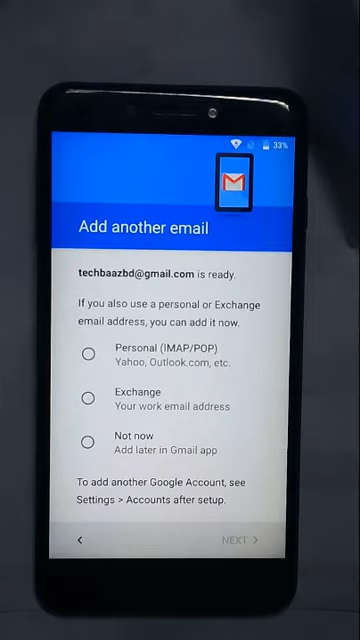 33%
Add another email
techbaazbd@gmail.com is ready.
If you also use a personal or Exchange
email address, you can add it now.
Personal (IMAP/POP)
Yahoo, Outlook.com, etc.
Exchange
Your work email address
Not now
Add later in Gmail app
To add another Google Account, see
Settings > Accounts after setup.
NEXT